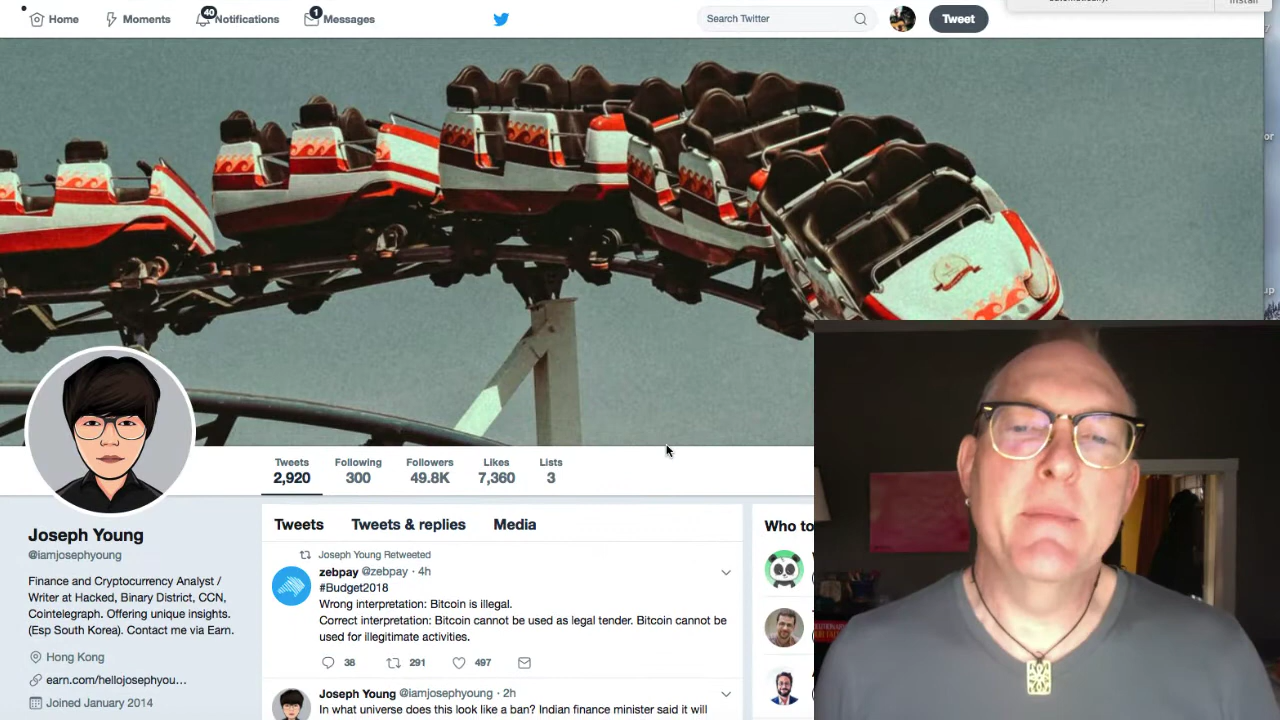 Home
Moments
40
Notifications
1
Messages
Search Twitter
Tweet
Tweets
2,920
Following
300
Followers
49.8K
Likes
7,360
Lists
3
Joseph Young
@iamjosephyoung
Finance and Cryptocurrency Analyst /
Writer at Hacked, Binary District, CCN,
Cointelegraph. Offering unique insights.
(Esp South Korea). Contact me via Earn.
Hong Kong
earn.com/hellojosephyou...
Joined January 2014
Tweets
Tweets & replies
Media
Joseph Young Retweeted
zebpay @zebpay · 4h
#Budget2018
Wrong interpretation: Bitcoin is illegal.
Correct interpretation: Bitcoin cannot be used as legal tender. Bitcoin cannot be
used for illegitimate activities.
38
291
497
Joseph Young @iamjosephyoung · 2h
In what universe does this look like a ban? Indian finance minister said it will
Who to